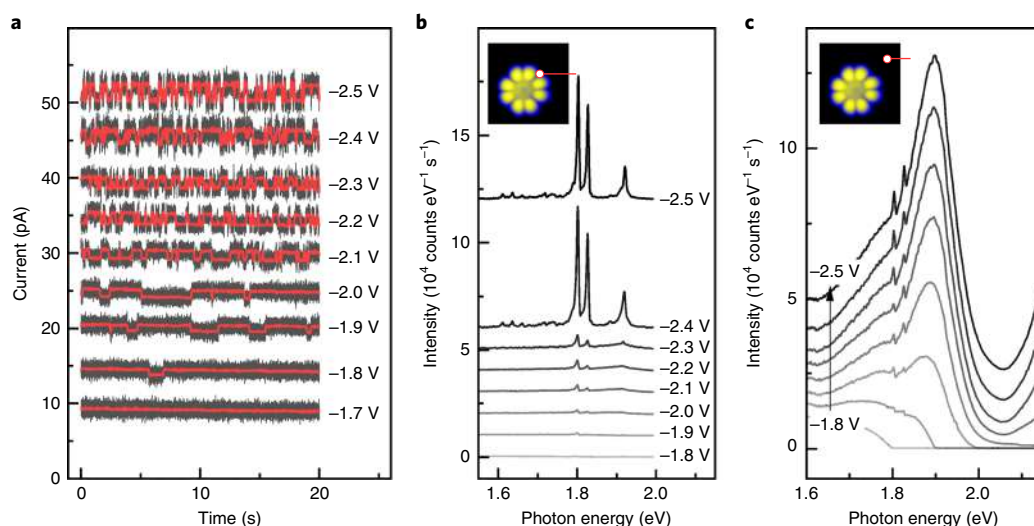 a
Current (pA)
50
40
30
20
10
0
–2.5 V
–2.4 V
–2.3 V
–2.2 V
–2.1 V
–2.0 V
–1.9 V
–1.8 V
–1.7 V
0
10
20
Time (s)
b
Intensity (10⁴ counts eV⁻¹ s⁻¹)
15
10
5
0
–2.5 V
–2.4 V
–2.3 V
–2.2 V
–2.1 V
–2.0 V
–1.9 V
–1.8 V
1.8
2.0
Photon energy (eV)
c
Intensity (10⁴ counts eV⁻¹ s⁻¹)
10
5
0
–2.5 V
–1.8 V
1.6
1.8
2.0
Photon energy (eV)